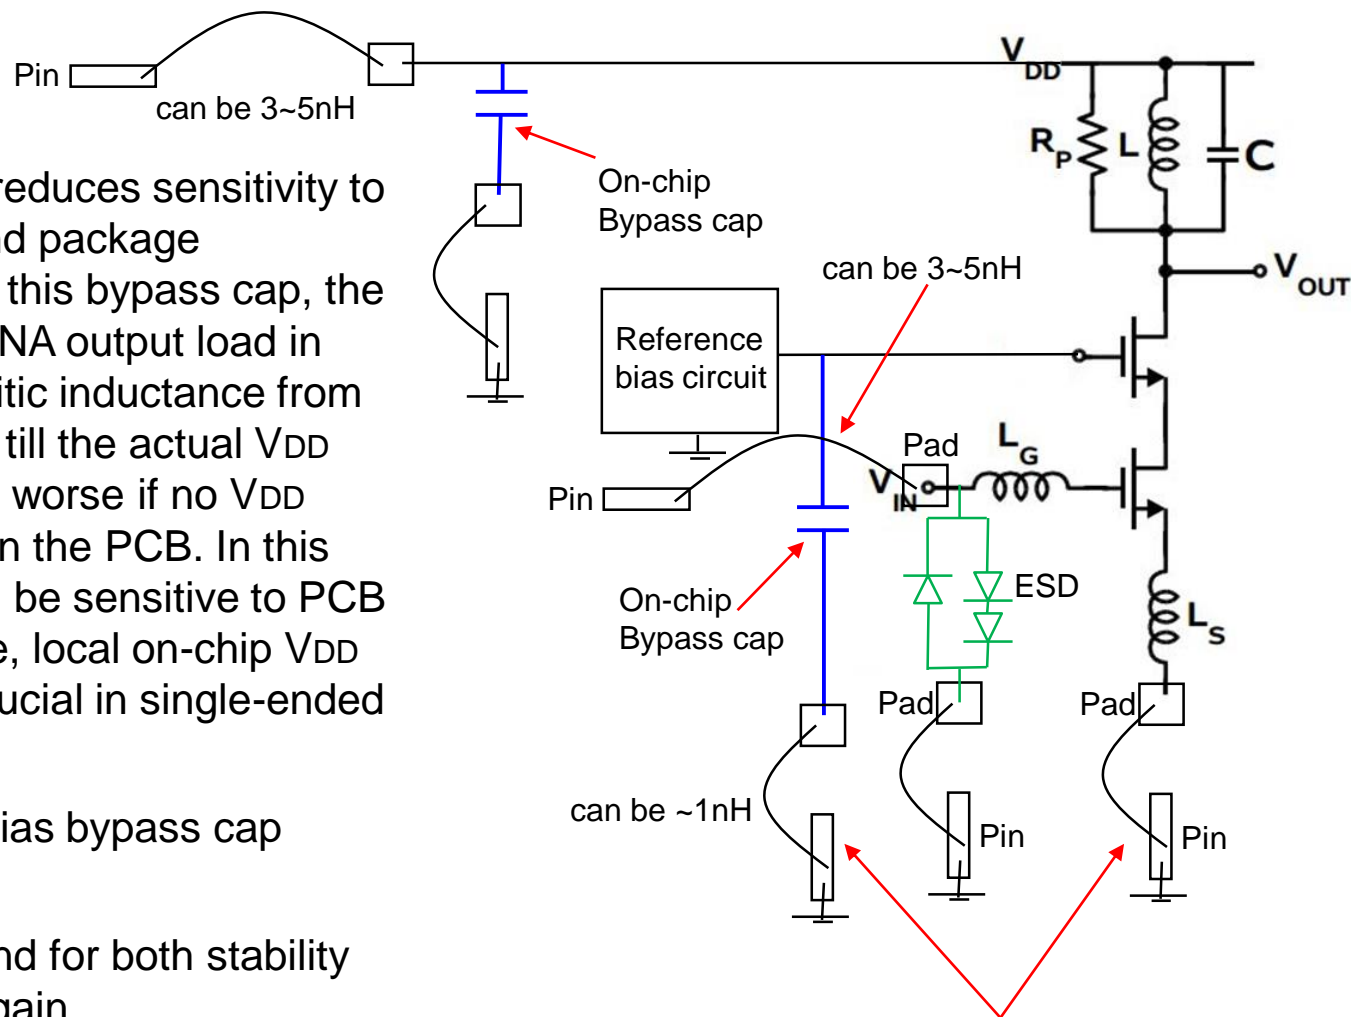 Pin
can be 3~5nH
reduces sensitivity to
nd package
this bypass cap, the
NA output load in
itic inductance from
till the actual VDD
worse if no VDD
n the PCB. In this
be sensitive to PCB
e, local on-chip VDD
rucial in single-ended
ias bypass cap
nd for both stability
gain
On-chip
Bypass cap
VDD
RP
L
C
VOUT
can be 3~5nH
Reference
bias circuit
Pin
Pad
VIN
LG
On-chip
Bypass cap
ESD
LS
Pad
Pad
can be ~1nH
Pin
Pin